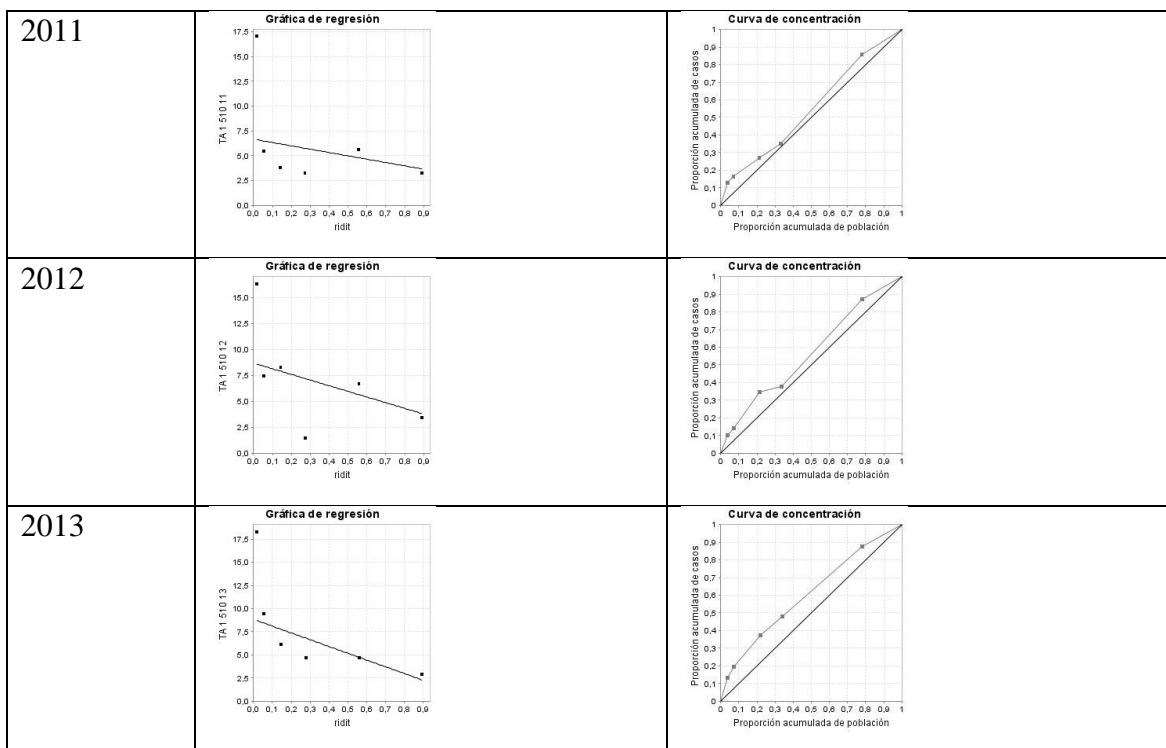 2011
Gráfica de regresión
TA 1 510 11
17,5
15,0
12,5
10,0
7,5
5,0
2,5
0,0
0,0 0,1 0,2 0,3 0,4 0,5 0,6 0,7 0,8 0,9
ridit
Curva de concentración
Proporción acumulada de casos
1
0,9
0,8
0,7
0,6
0,5
0,4
0,3
0,2
0,1
0
0 0,1 0,2 0,3 0,4 0,5 0,6 0,7 0,8 0,9 1
Proporción acumulada de población
2012
Gráfica de regresión
TA 1 510 12
15,0
12,5
10,0
7,5
5,0
2,5
0,0
0,0 0,1 0,2 0,3 0,4 0,5 0,6 0,7 0,8 0,9
ridit
Curva de concentración
Proporción acumulada de casos
1
0,9
0,8
0,7
0,6
0,5
0,4
0,3
0,2
0,1
0
0 0,1 0,2 0,3 0,4 0,5 0,6 0,7 0,8 0,9 1
Proporción acumulada de población
2013
Gráfica de regresión
TA 1 510 13
17,5
15,0
12,5
10,0
7,5
5,0
2,5
0,0
0,0 0,1 0,2 0,3 0,4 0,5 0,6 0,7 0,8 0,9
ridit
Curva de concentración
Proporción acumulada de casos
1
0,9
0,8
0,7
0,6
0,5
0,4
0,3
0,2
0,1
0
0 0,1 0,2 0,3 0,4 0,5 0,6 0,7 0,8 0,9 1
Proporción acumulada de población